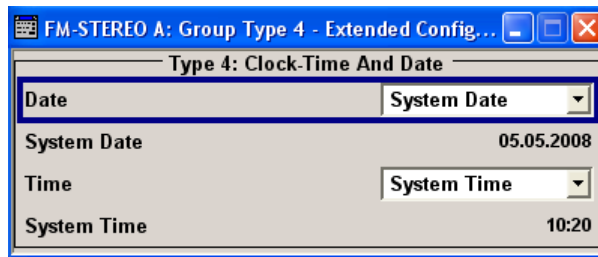 FM-STEREO A: Group Type 4 - Extended Config...
Type 4: Clock-Time And Date
Date System Date
System Date 05.05.2008
Time System Time
System Time 10:20